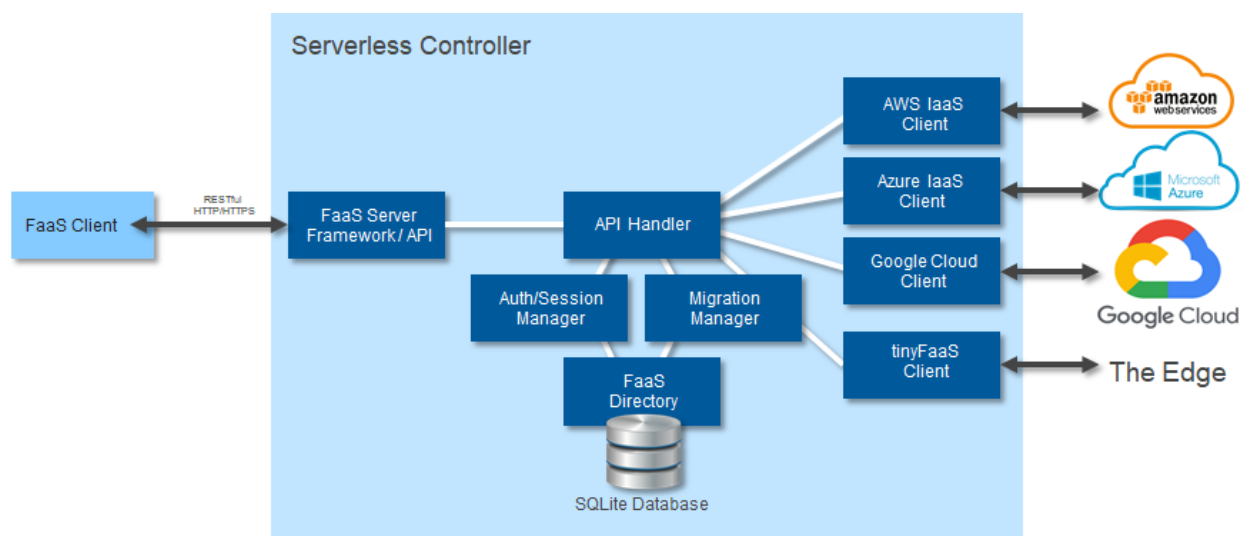 Serverless Controller
AWS IaaS
Client
amazon
webservices
Azure IaaS
Client
Microsoft
Azure
RESTful
HTTP/HTTPS
FaaS Client
FaaS Server
Framework / API
API Handler
Google Cloud
Client
Google Cloud
Auth/Session
Manager
Migration
Manager
tinyFaaS
Client
The Edge
FaaS
Directory
SQLite Database